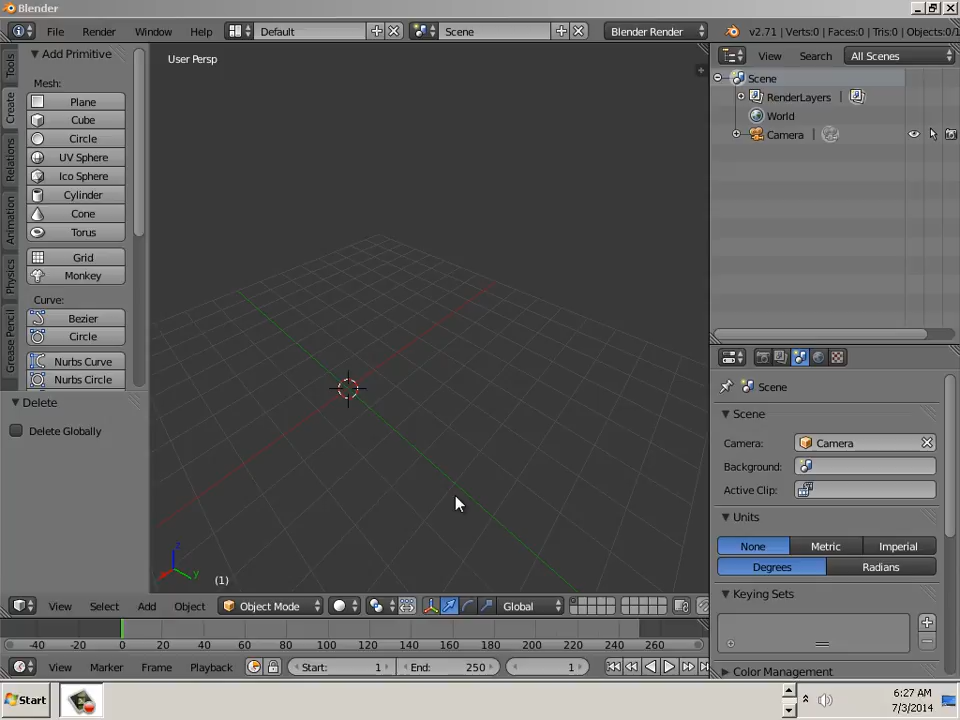 Blender
File Render Window Help Default Scene Blender Render v2.71 | Verts:0 | Faces:0 | Tris:0 | Objects:0/1
Tools
Create
Relations
Animation
Physics
Grease Pencil
Add Primitive
Mesh:
Plane
Cube
Circle
UV Sphere
Ico Sphere
Cylinder
Cone
Torus
Grid
Monkey
Curve:
Bezier
Circle
Nurbs Curve
Nurbs Circle
Delete
Delete Globally
User Persp
z
y
(1)
View Select Add Object Object Mode Global
-40 -20 0 20 40 60 80 100 120 140 160 180 200 220 240 260
View Marker Frame Playback Start: 1 End: 250 1
View Search All Scenes
Scene
RenderLayers
World
Camera
Scene
Scene
Camera: Camera
Background:
Active Clip:
Units
None Metric Imperial
Degrees Radians
Keying Sets
Color Management
Start
6:27 AM
7/3/2014